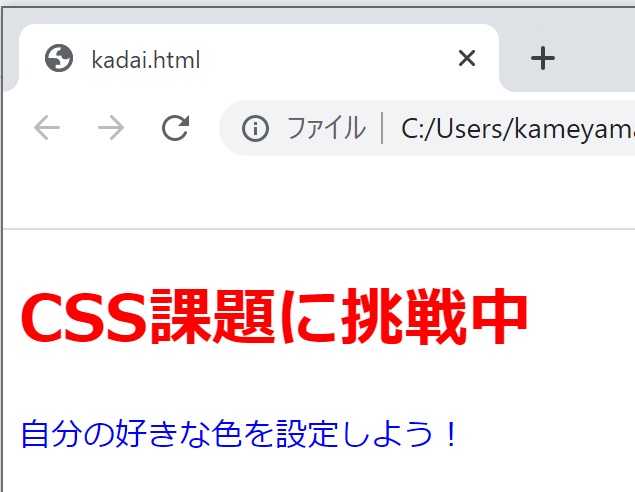 kadai.html
ファイル C:/Users/kameyama
CSS課題に挑戦中
自分の好きな色を設定しよう！